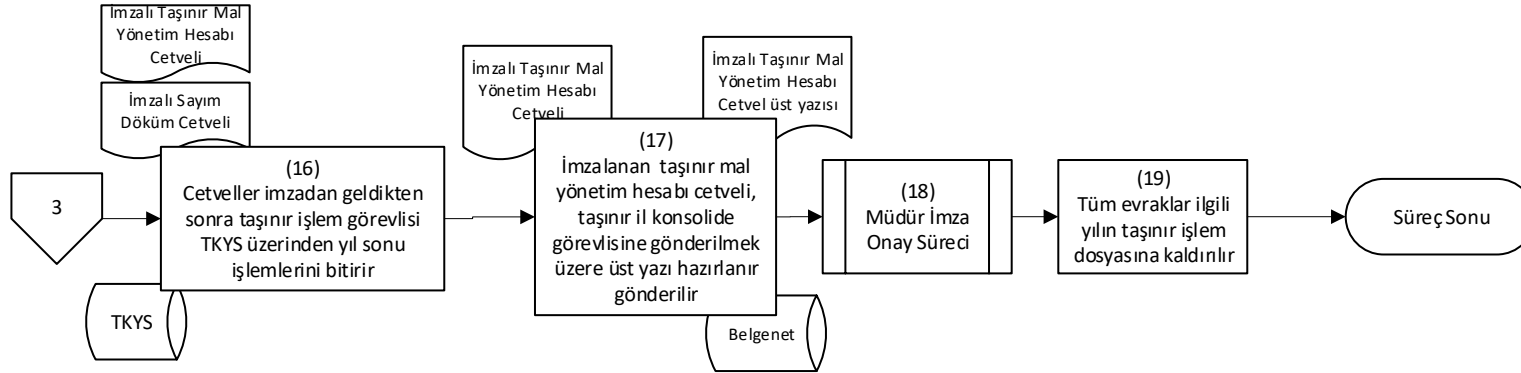 İmzalı Taşınır Mal
Yönetim Hesabı
Cetveli
İmzalı Sayım
Döküm Cetveli
3
(16)
Cetveller imzadan geldikten
sonra taşınır işlem görevlisi
TKYS üzerinden yıl sonu
işlemlerini bitirir
TKYS
İmzalı Taşınır Mal
Yönetim Hesabı
Cetveli
İmzalı Taşınır Mal
Yönetim Hesabı
Cetvel üst yazısı
(17)
İmzalanan taşınır mal
yönetim hesabı cetveli,
taşınır il konsolide
görevlisine gönderilmek
üzere üst yazı hazırlanır
gönderilir
Belgenet
(18)
Müdür İmza
Onay Süreci
(19)
Tüm evraklar ilgili
yılın taşınır işlem
dosyasına kaldırılır
Süreç Sonu